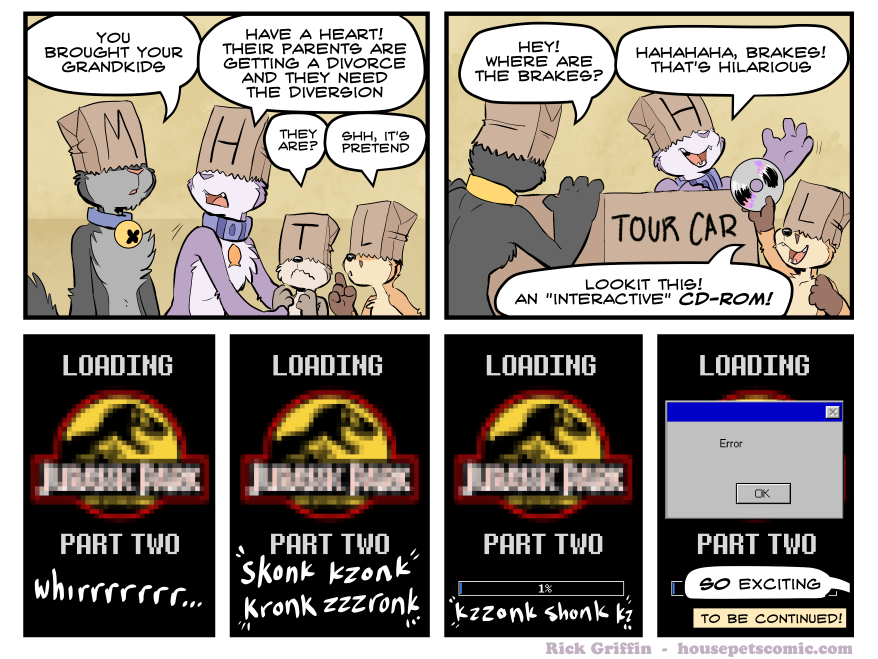 YOU
BROUGHT YOUR
GRANDKIDS
HAVE A HEART!
THEIR PARENTS ARE
GETTING A DIVORCE
AND THEY NEED
THE DIVERSION
THEY
ARE?
SHH, IT'S
PRETEND
M
H
T
L
HEY!
WHERE ARE
THE BRAKES?
HAHAHAHA, BRAKES!
THAT'S HILARIOUS
H
L
TOUR CAR
LOOKIT THIS!
AN "INTERACTIVE" CD-ROM!
LOADING
JURASSIC PARK
PART TWO
whirrrrrrr...
LOADING
JURASSIC PARK
PART TWO
skonk kzonk
kronk zzzronk
LOADING
JURASSIC PARK
PART TWO
1%
kzzonk shonk kz
LOADING
Error
OK
PART TWO
SO EXCITING
TO BE CONTINUED!
Rick Griffin - housepetscomic.com